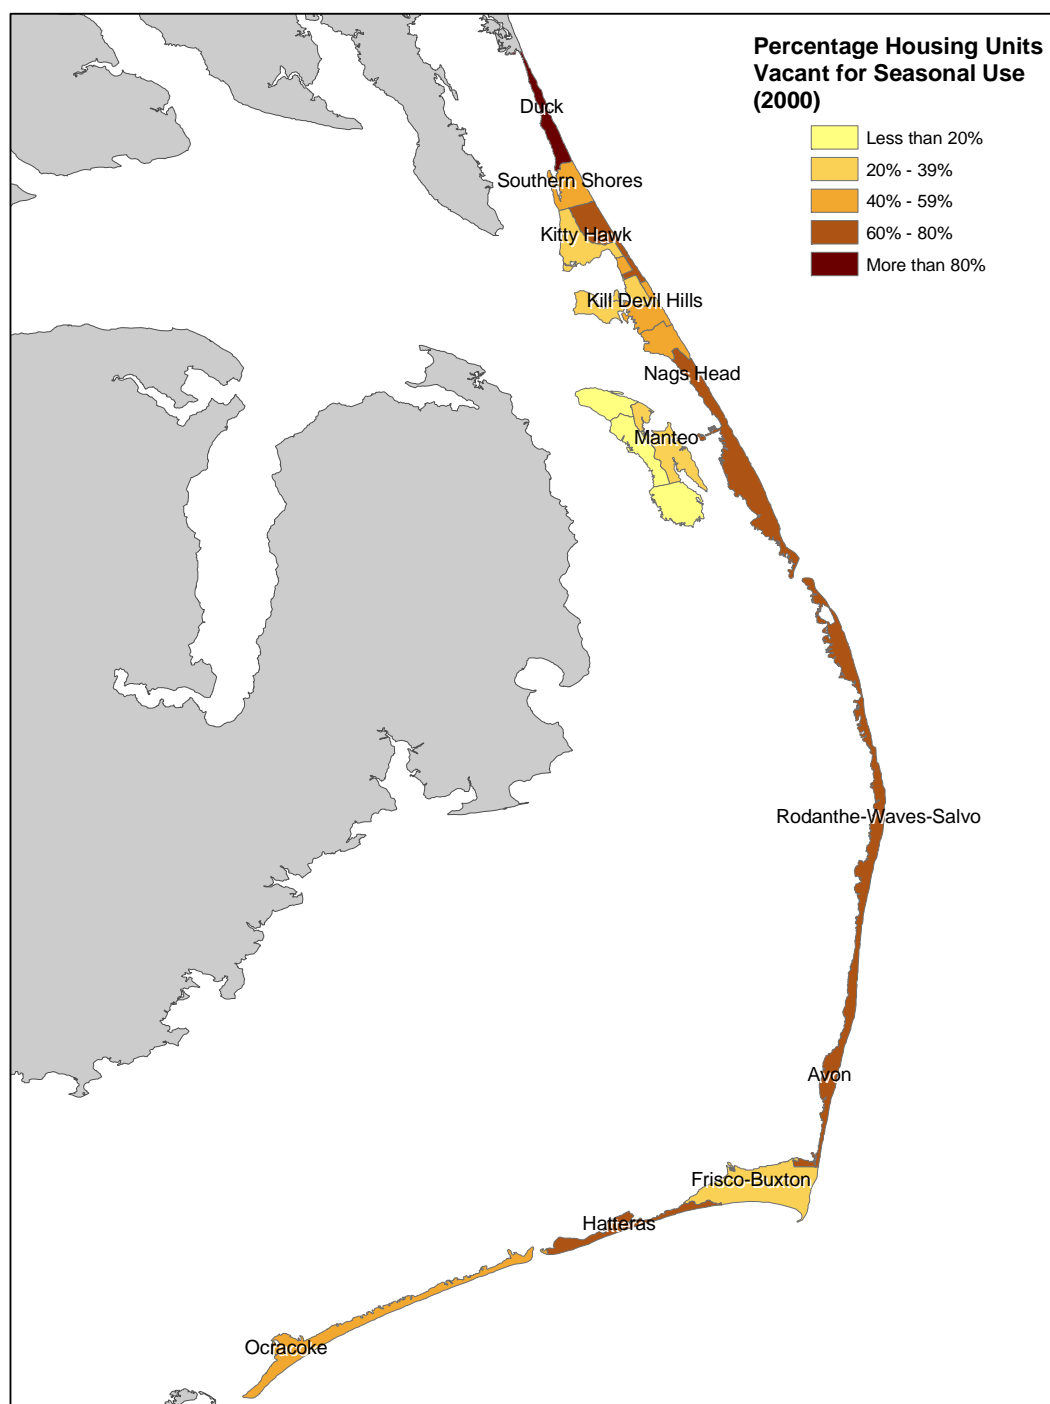 Percentage Housing Units
Vacant for Seasonal Use
(2000)
Less than 20%
20% - 39%
40% - 59%
60% - 80%
More than 80%
Duck
Southern Shores
Kitty Hawk
Kill Devil Hills
Nags Head
Manteo
Rodanthe-Waves-Salvo
Avon
Frisco-Buxton
Hatteras
Ocracoke